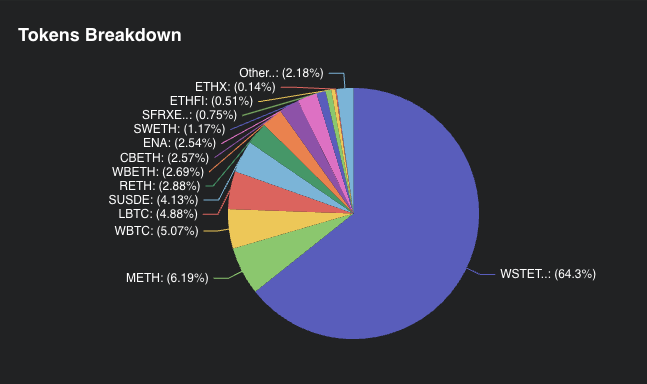 Tokens Breakdown
Other..: (2.18%)
ETHX: (0.14%)
ETHFI: (0.51%)
SFRXE..: (0.75%)
SWETH: (1.17%)
ENA: (2.54%)
CBETH: (2.57%)
WBETH: (2.69%)
RETH: (2.88%)
SUSDE: (4.13%)
LBTC: (4.88%)
WBTC: (5.07%)
METH: (6.19%)
WSTET..: (64.3%)